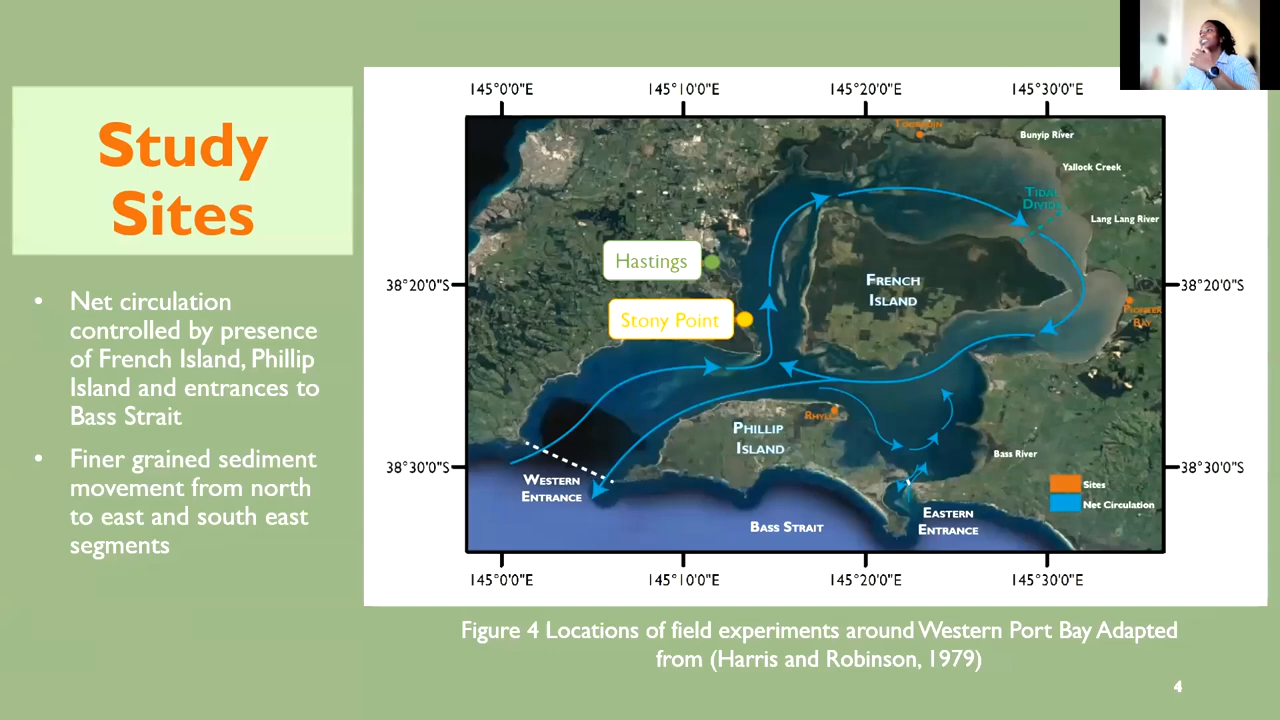 Study
Sites
• Net circulation
controlled by presence
of French Island, Phillip
Island and entrances to
Bass Strait
• Finer grained sediment
movement from north
to east and south east
segments
145°0'0"E 145°10'0"E 145°20'0"E 145°30'0"E
Bunyip River
Yallock Creek
Tidal
Divide
Lang Lang River
Hastings
38°20'0"S 38°20'0"S
French
Island
Pioneer
Bay
Stony Point
Rhyll
Phillip
Island
Bass River
38°30'0"S 38°30'0"S
Western
Entrance
Sites
Net Circulation
Eastern
Entrance
Bass Strait
145°0'0"E 145°10'0"E 145°20'0"E 145°30'0"E
Figure 4 Locations of field experiments around Western Port Bay Adapted
from (Harris and Robinson, 1979)
4